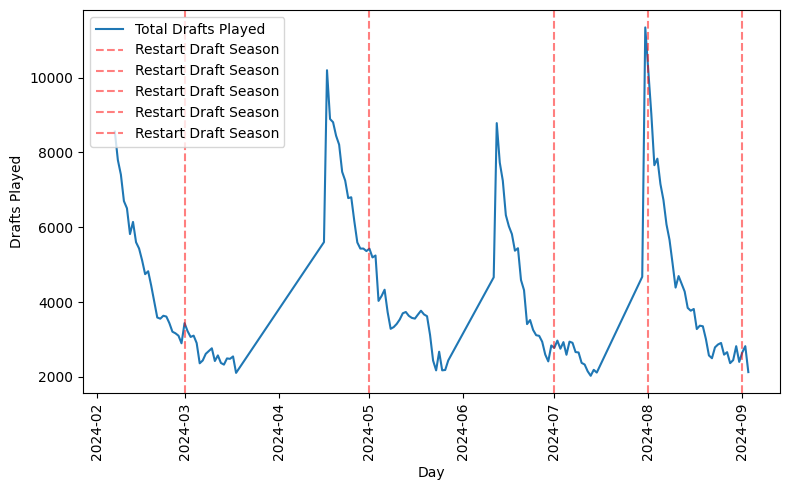 Total Drafts Played
Restart Draft Season
Restart Draft Season
Restart Draft Season
Restart Draft Season
Restart Draft Season
10000
8000
6000
4000
2000
Drafts Played
2024-02
2024-03
2024-04
2024-05
2024-06
2024-07
2024-08
2024-09
Day